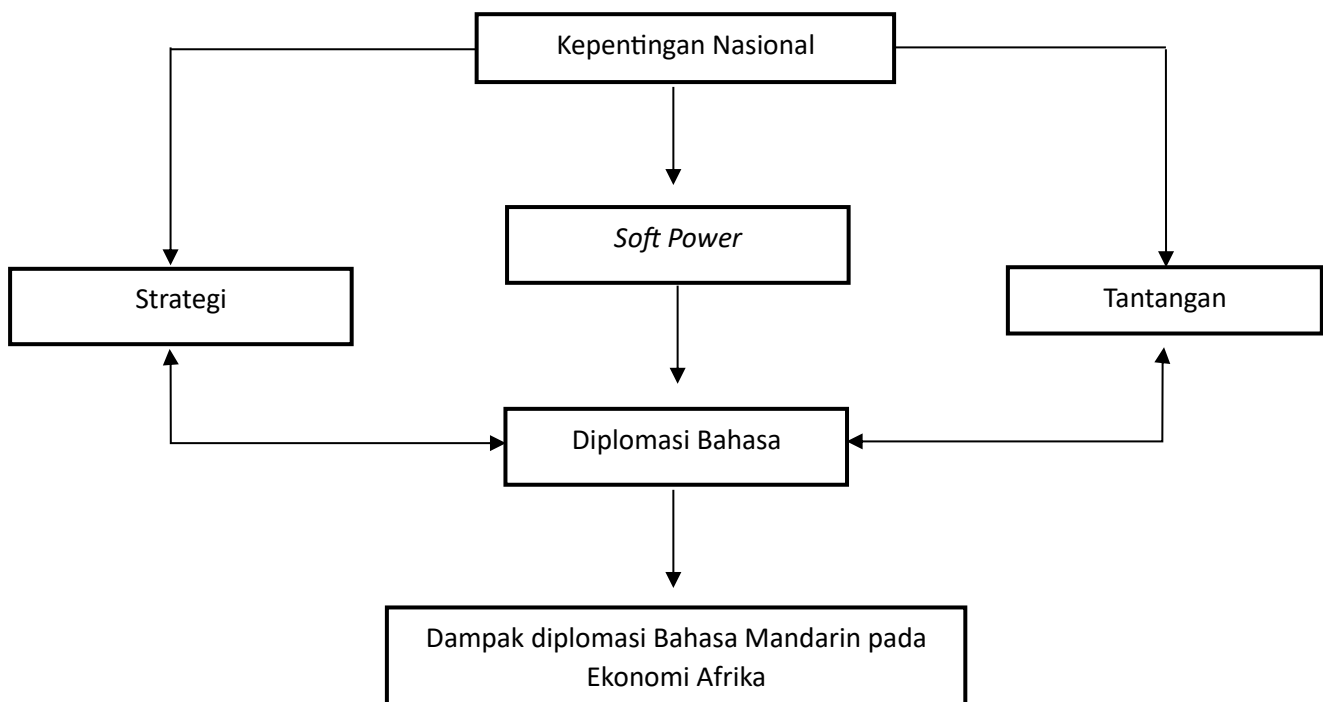 Kepentingan Nasional
Soft Power
Strategi
Tantangan
Diplomasi Bahasa
Dampak diplomasi Bahasa Mandarin pada
Ekonomi Afrika